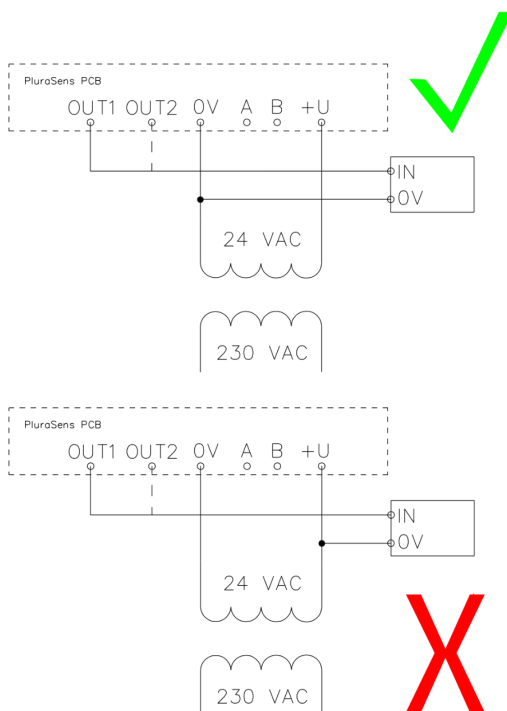 PluraSens PCB
OUT1 OUT2 0V A B +U
IN
0V
24 VAC
230 VAC
PluraSens PCB
OUT1 OUT2 0V A B +U
IN
0V
24 VAC
230 VAC